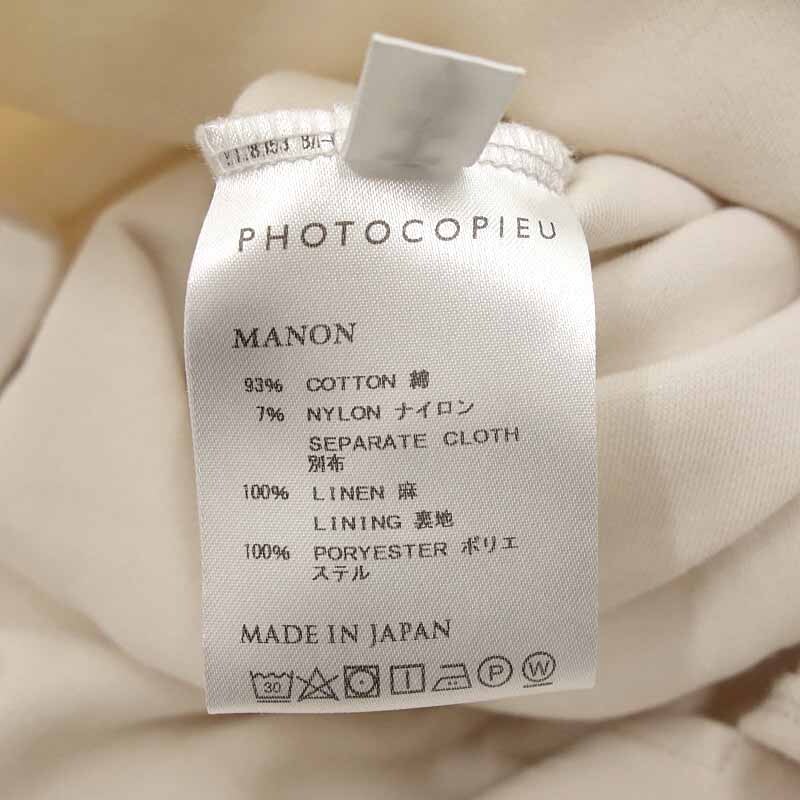 PHOTOCOPIEU
MANON
93% COTTON 綿
7% NYLON ナイロン
SEPARATE CLOTH
別布
100% LINEN 麻
LINING 裏地
100% PORYESTER ポリエ
ステル
MADE IN JAPAN
30 P W